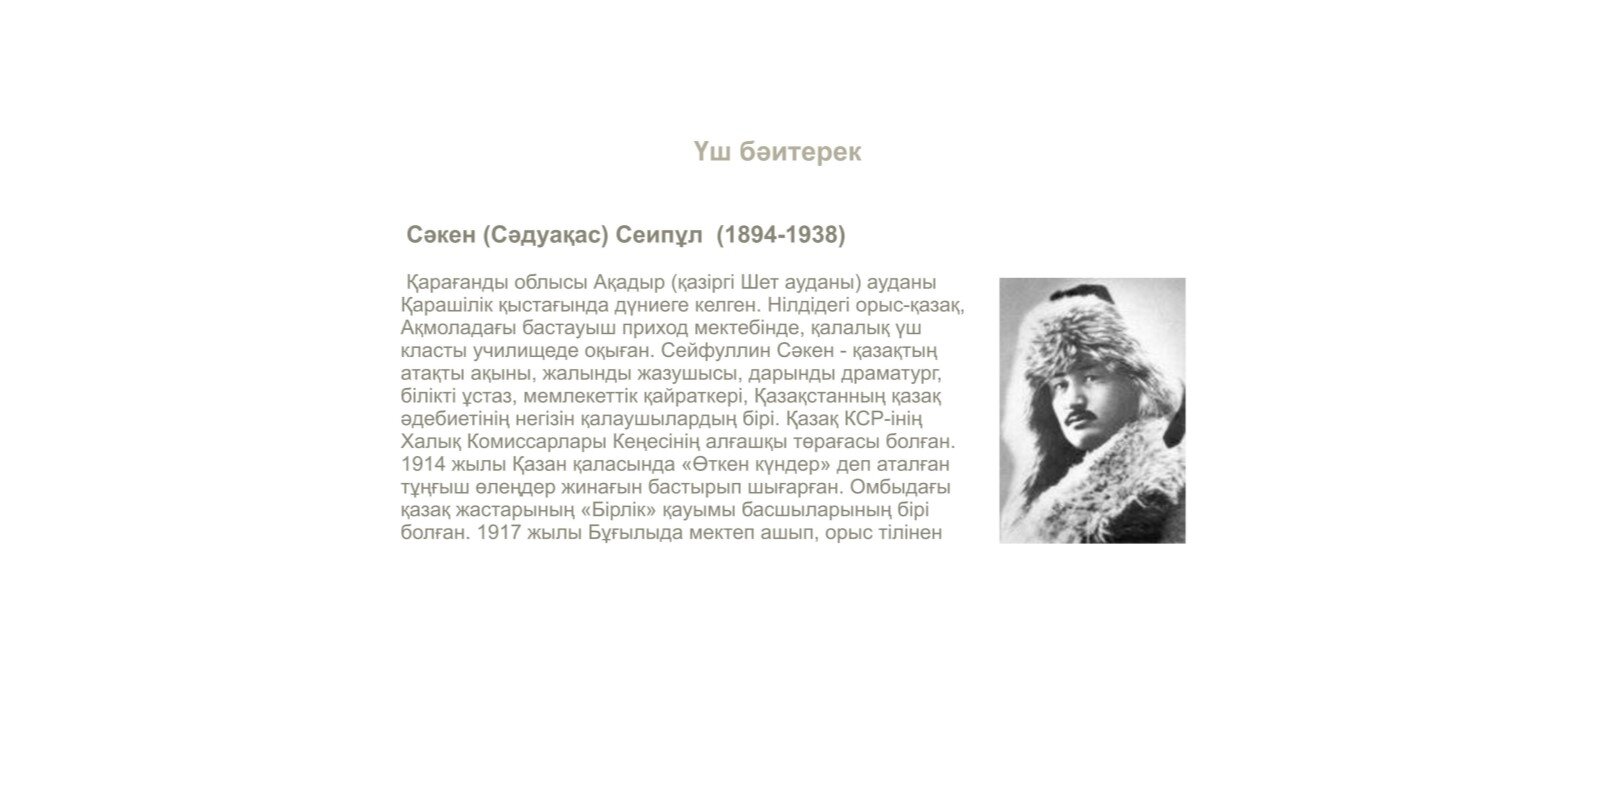 Үш бәитерек
Сәкен (Сәдуақас) Сеипұл (1894-1938)
Қарағанды облысы Ақадыр (қазіргі Шет ауданы) ауданы
Қарашілік қыстағында дүниеге келген. Нілдідегі орыс-қазақ,
Ақмоладағы бастауыш приход мектебінде, қалалық үш
класты училищеде оқыған. Сейфуллин Сәкен - қазақтың
атақты ақыны, жалынды жазушысы, дарынды драматург,
білікті ұстаз, мемлекеттік қайраткері, Қазақстанның қазақ
әдебиетінің негізін қалаушылардың бірі. Қазақ КСР-інің
Халық Комиссарлары Кеңесінің алғашқы төрағасы болған.
1914 жылы Қазан қаласында «Өткен күндер» деп аталған
тұңғыш өлеңдер жинағын бастырып шығарған. Омбыдағы
қазақ жастарының «Бірлік» қауымы басшыларының бірі
болған. 1917 жылы Бұғылыда мектеп ашып, орыс тілінен